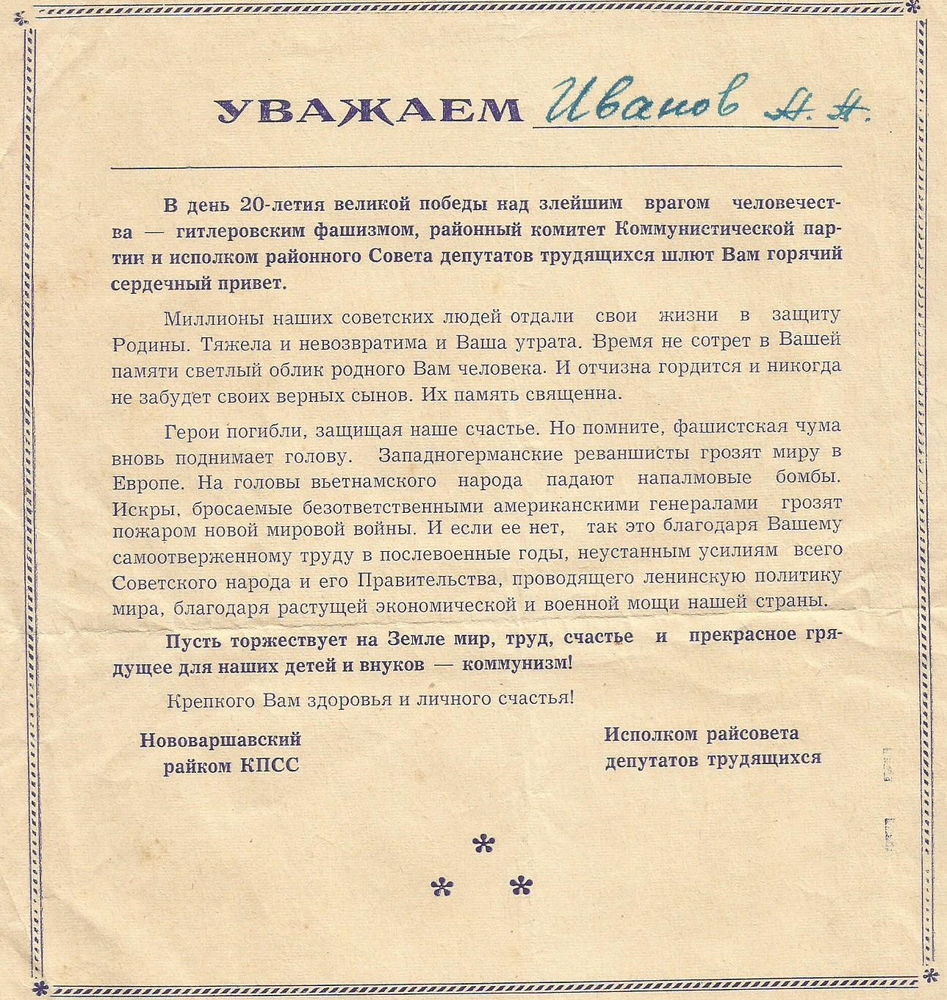 УВАЖАЕМ Иванов А. А.
В день 20-летия великой победы над злейшим врагом человечест-
ва — гитлеровским фашизмом, районный комитет Коммунистической пар-
тии и исполком районного Совета депутатов трудящихся шлют Вам горячий
сердечный привет.
Миллионы наших советских людей отдали свои жизни в защиту
Родины. Тяжела и невозвратима и Ваша утрата. Время не сотрет в Вашей
памяти светлый облик родного Вам человека. И отчизна гордится и никогда
не забудет своих верных сынов. Их память священна.
Герои погибли, защищая наше счастье. Но помните, фашистская чума
вновь поднимает голову. Западногерманские реваншисты грозят миру в
Европе. На головы вьетнамского народа падают напалмовые бомбы.
Искры, бросаемые безответственными американскими генералами грозят
пожаром новой мировой войны. И если ее нет, так это благодаря Вашему
самоотверженному труду в послевоенные годы, неустанным усилиям всего
Советского народа и его Правительства, проводящего ленинскую политику
мира, благодаря растущей экономической и военной мощи нашей страны.
Пусть торжествует на Земле мир, труд, счастье и прекрасное гря-
дущее для наших детей и внуков — коммунизм!
Крепкого Вам здоровья и личного счастья!
Нововаршавский
райком КПСС
Исполком райсовета
депутатов трудящихся